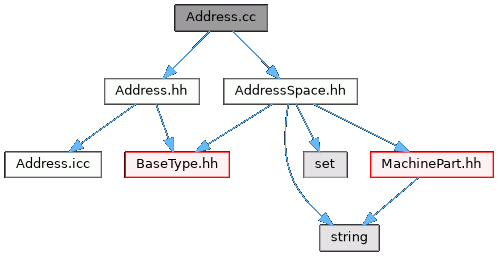 Address.cc
Address.hh
AddressSpace.hh
Address.icc
BaseType.hh
set
MachinePart.hh
string